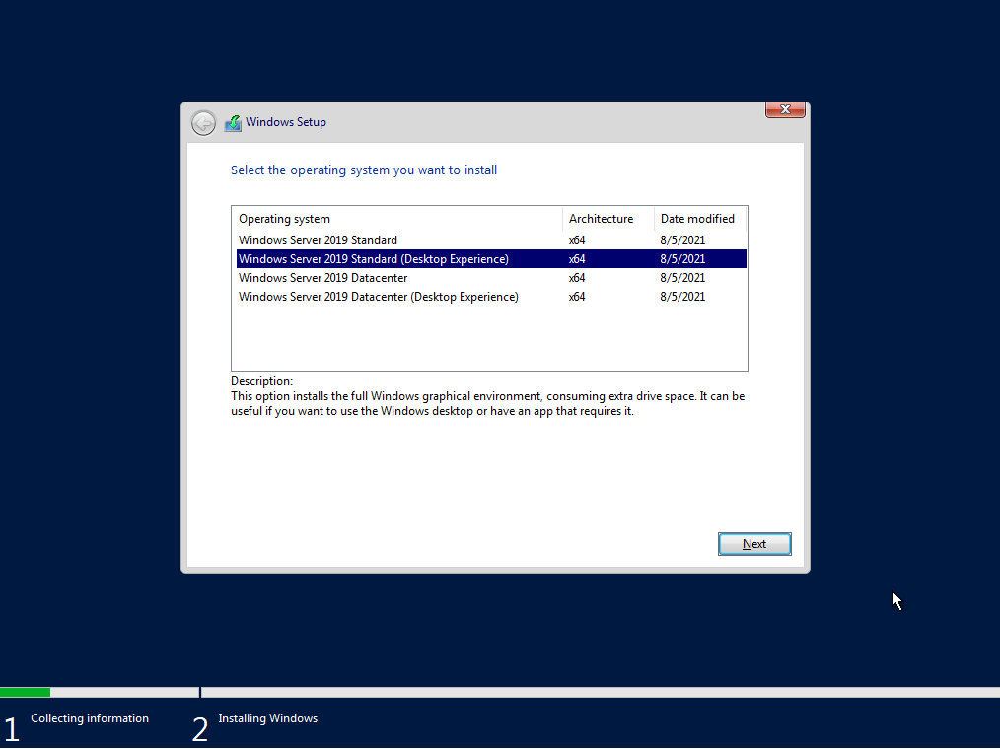 Windows Setup
Select the operating system you want to install
Operating system Architecture Date modified
Windows Server 2019 Standard x64 8/5/2021
Windows Server 2019 Standard (Desktop Experience) x64 8/5/2021
Windows Server 2019 Datacenter x64 8/5/2021
Windows Server 2019 Datacenter (Desktop Experience) x64 8/5/2021
Description:
This option installs the full Windows graphical environment, consuming extra drive space. It can be
useful if you want to use the Windows desktop or have an app that requires it.
Next
1 Collecting information 2 Installing Windows